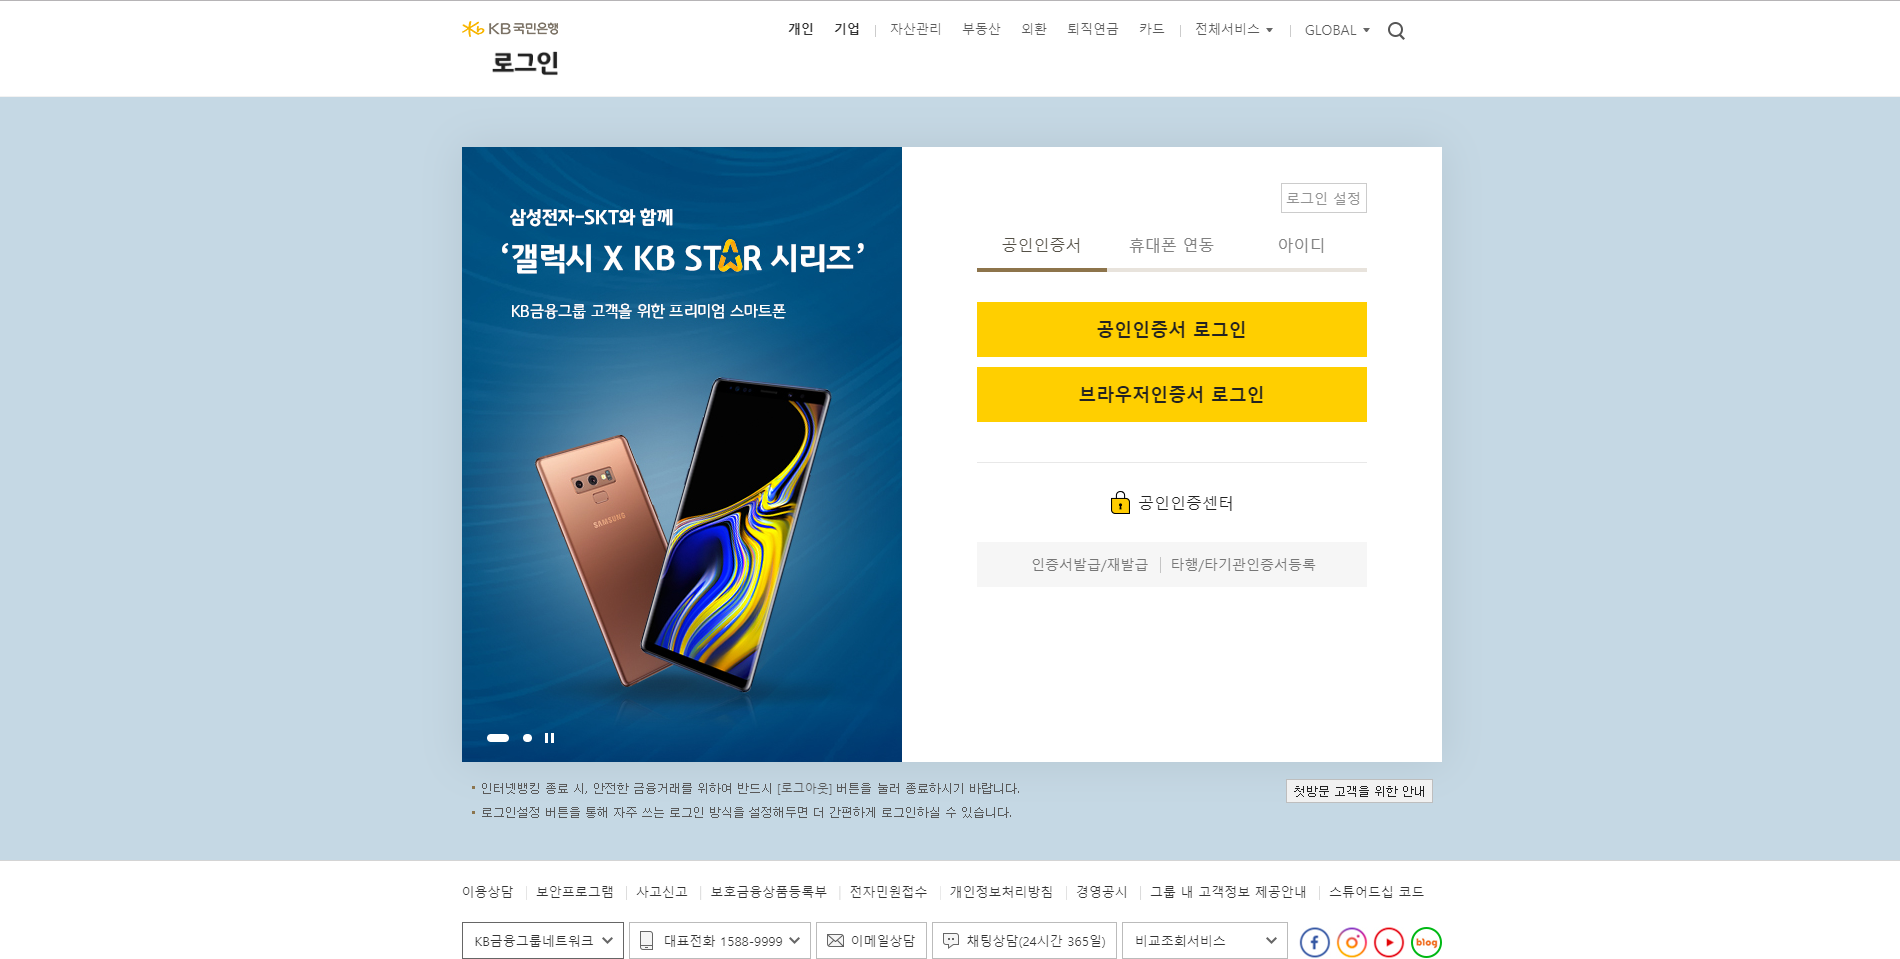 KB국민은행
개인 기업 자산관리 부동산 외환 퇴직연금 카드 전체서비스 GLOBAL
로그인
삼성전자-SKT와 함께
‘갤럭시 X KB STAR 시리즈’
KB금융그룹 고객을 위한 프리미엄 스마트폰
SAMSUNG
로그인 설정
공인인증서 휴대폰 연동 아이디
공인인증서 로그인
브라우저인증서 로그인
공인인증센터
인증서발급/재발급 타행/타기관인증서등록
인터넷뱅킹 종료 시, 안전한 금융거래를 위하여 반드시 [로그아웃] 버튼을 눌러 종료하시기 바랍니다.
로그인설정 버튼을 통해 자주 쓰는 로그인 방식을 설정해두면 더 간편하게 로그인하실 수 있습니다.
첫방문 고객을 위한 안내
이용상담 보안프로그램 사고신고 보호금융상품등록부 전자민원접수 개인정보처리방침 경영공시 그룹 내 고객정보 제공안내 스튜어드십 코드
KB금융그룹네트워크 대표전화 1588-9999 이메일상담 채팅상담(24시간 365일) 비교조회서비스 blog